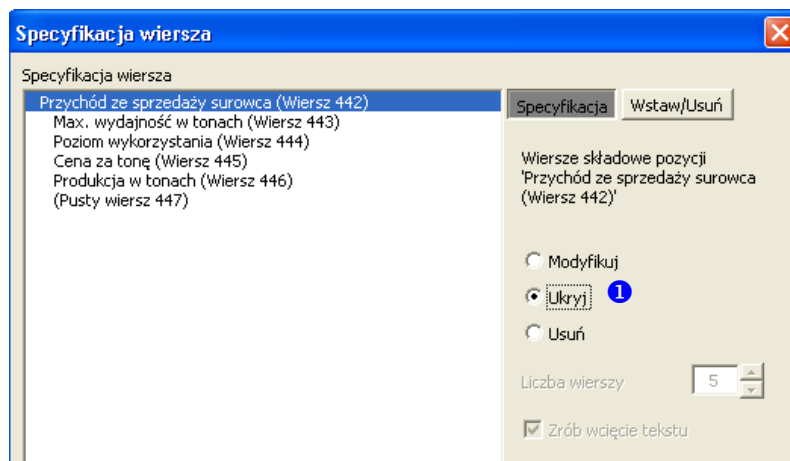 Specyfikacja wiersza
Specyfikacja wiersza
Przychód ze sprzedaży surowca (Wiersz 442)
Max. wydajność w tonach (Wiersz 443)
Poziom wykorzystania (Wiersz 444)
Cena za tonę (Wiersz 445)
Produkcja w tonach (Wiersz 446)
(Pusty wiersz 447)
Specyfikacja Wstaw/Usuń
Wiersze składowe pozycji
'Przychód ze sprzedaży surowca
(Wiersz 442)'
Modyfikuj
Ukryj 1
Usuń
Liczba wierszy 5
Zrób wcięcie tekstu